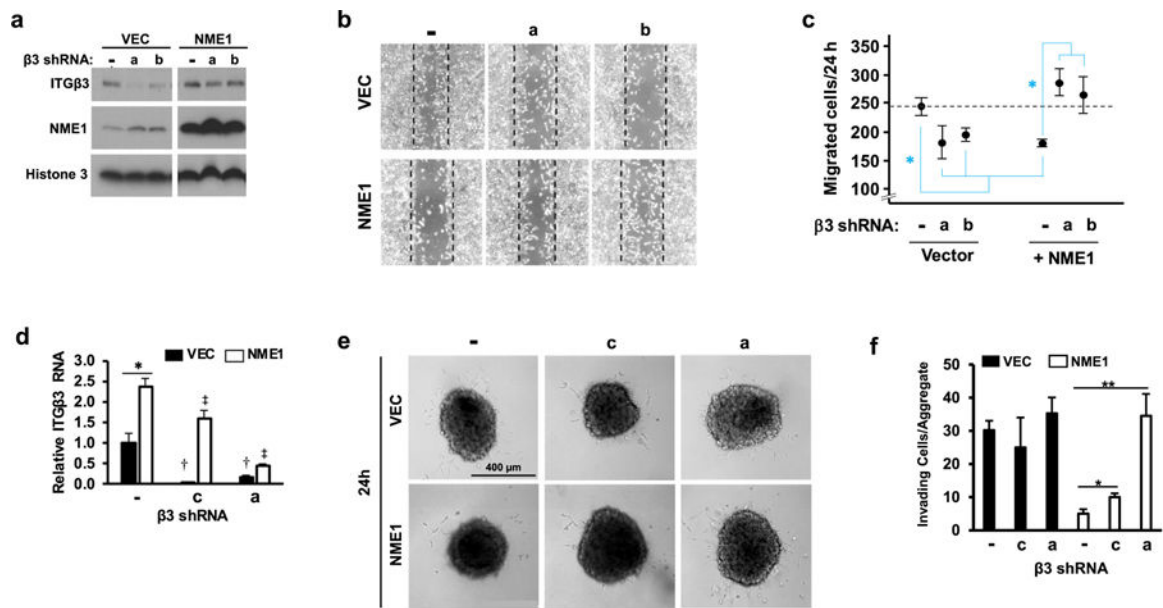 a
VEC NME1
β3 shRNA: - a b - a b
ITGβ3
NME1
Histone 3
b
- a b
VEC
NME1
c
Migrated cells/24 h
350
300
250
200
150
100
*
*
β3 shRNA: - a b - a b
Vector + NME1
d
VEC NME1
Relative ITGβ3 RNA
3.0
2.5
2.0
1.5
1.0
0.5
0.0
*
† ‡ † ‡
- c a
β3 shRNA
e
- c a
24h
VEC
400 µm
NME1
f
VEC NME1
Invading Cells/Aggregate
50
40
30
20
10
0
**
*
- c a - c a
β3 shRNA